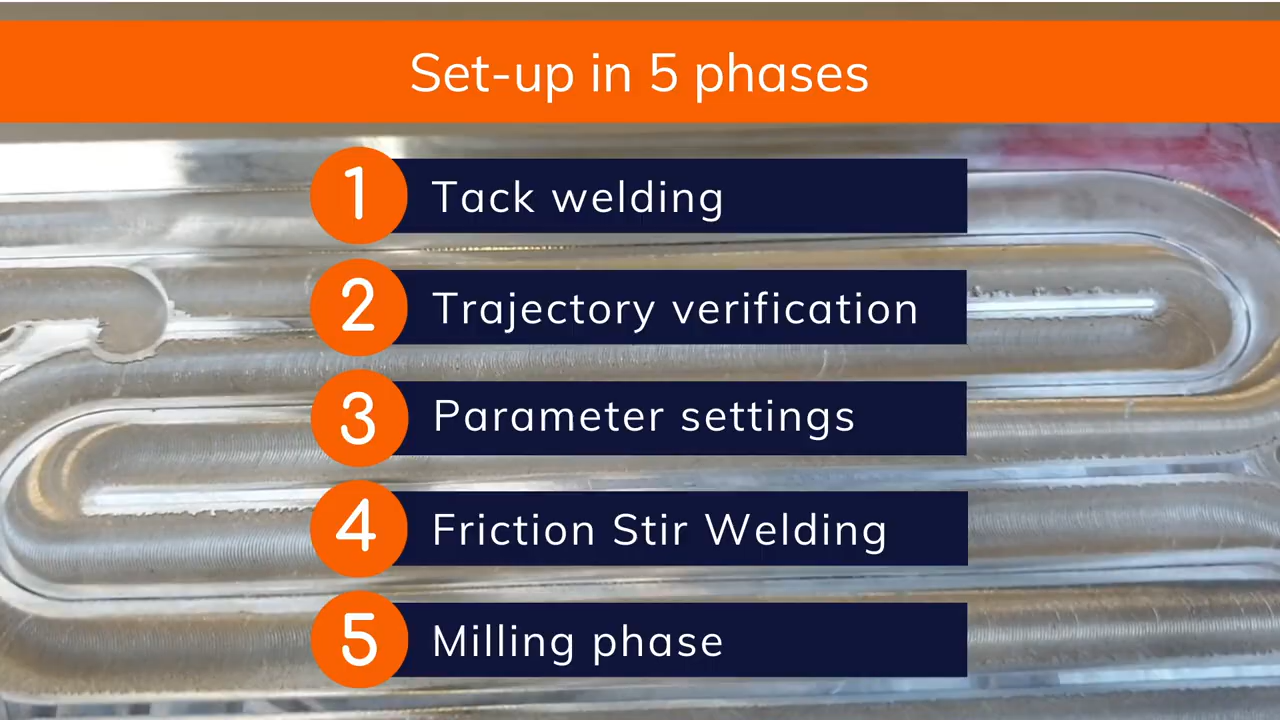 Set-up in 5 phases
1 Tack welding
2 Trajectory verification
3 Parameter settings
4 Friction Stir Welding
5 Milling phase